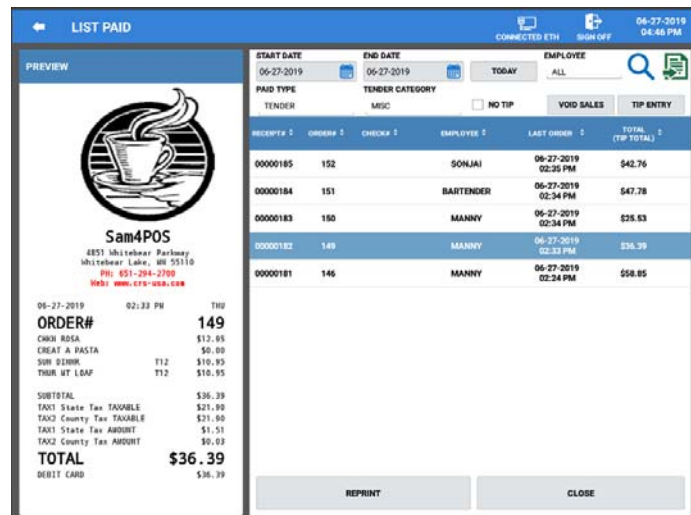 LIST PAID
CONNECTED ETH
SIGN OFF
06-27-2019
04:46 PM
PREVIEW
Sam4POS
4851 Whitebear Parkway
Whitebear Lake, MN 55110
PH: 651-294-2700
Web: www.crs-usa.com
06-27-2019 02:33 PM THU
ORDER# 149
CHKN ROSA $12.95
CREAT A PASTA $0.00
SUN DINNR T12 $10.95
THUR WT LOAF T12 $10.95
SUBTOTAL $36.39
TAX1 State Tax TAXABLE $21.90
TAX2 County Tax TAXABLE $21.90
TAX1 State Tax AMOUNT $1.51
TAX2 County Tax AMOUNT $0.03
TOTAL $36.39
DEBIT CARD $36.39
START DATE END DATE EMPLOYEE
06-27-2019 06-27-2019 TODAY ALL
PAID TYPE TENDER CATEGORY
TENDER MISC NO TIP VOID SALES TIP ENTRY
RECEIPT# ORDER# CHECK# EMPLOYEE LAST ORDER TOTAL
(TIP TOTAL)
00000185 152 SONJAI 06-27-2019 02:35 PM $42.76
00000184 151 BARTENDER 06-27-2019 02:34 PM $47.78
00000183 150 MANNY 06-27-2019 02:34 PM $25.53
00000182 149 MANNY 06-27-2019 02:33 PM $36.39
00000181 146 MANNY 06-27-2019 02:24 PM $58.85
REPRINT CLOSE